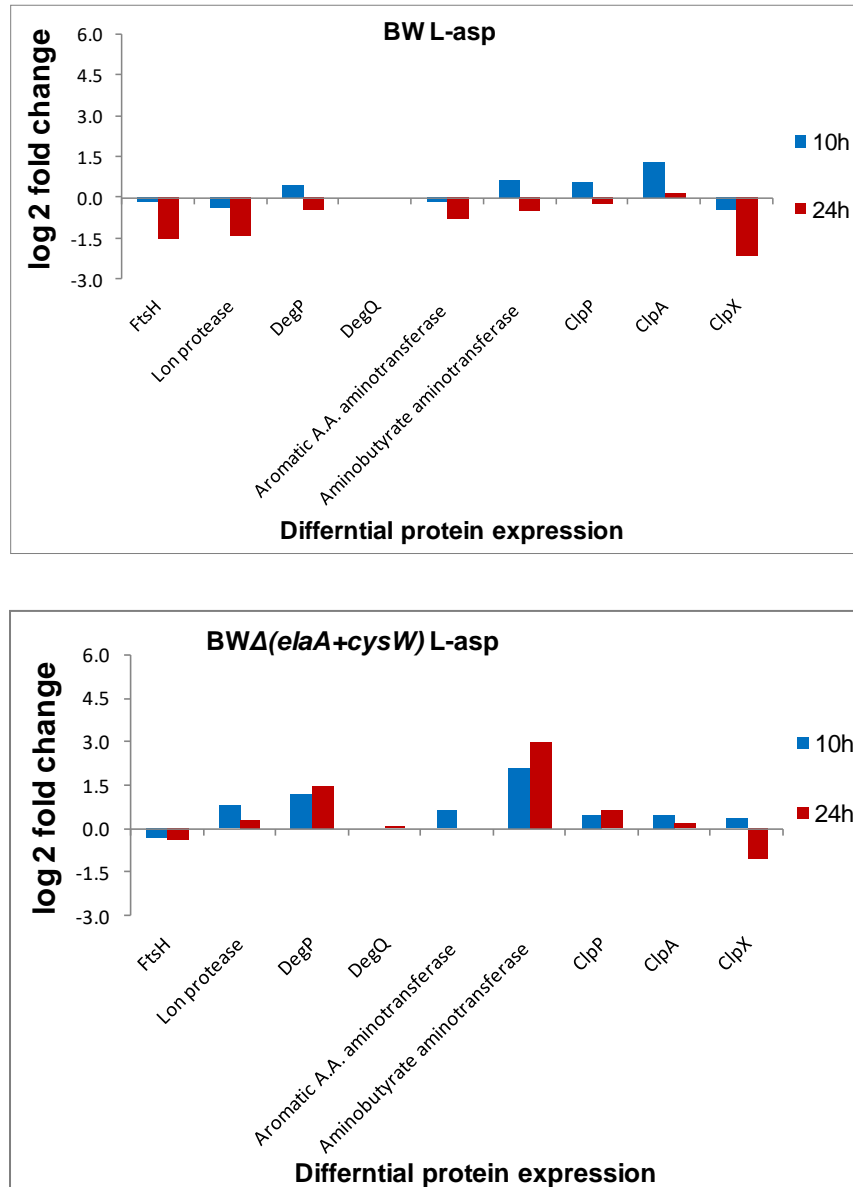 BW L-asp
log 2 fold change
6.0
4.5
3.0
1.5
0.0
-1.5
-3.0
10h
24h
FtsH
Lon protease
DegP
DegQ
Aromatic A.A. aminotransferase
Aminobutyrate aminotransferase
ClpP
ClpA
ClpX
Differntial protein expression
BWΔ(elaA+cysW) L-asp
log 2 fold change
6.0
4.5
3.0
1.5
0.0
-1.5
-3.0
10h
24h
FtsH
Lon protease
DegP
DegQ
Aromatic A.A. aminotransferase
Aminobutyrate aminotransferase
ClpP
ClpA
ClpX
Differntial protein expression